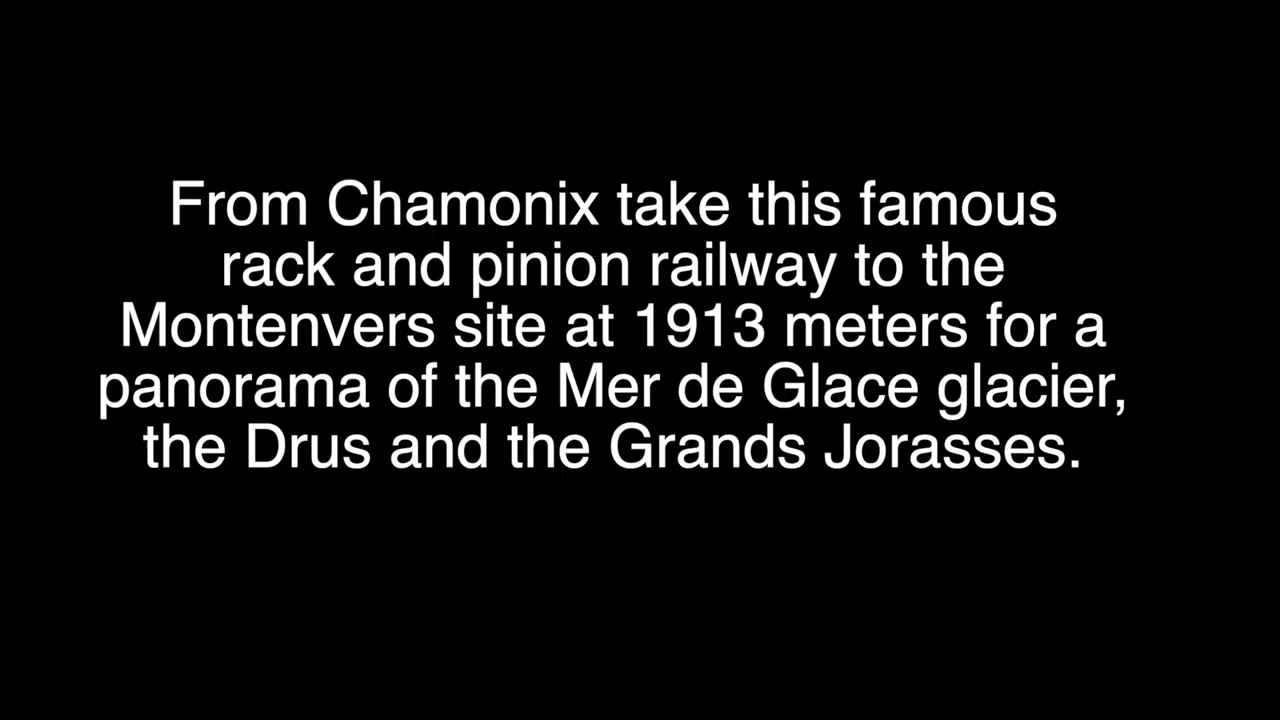 From Chamonix take this famous
rack and pinion railway to the
Montenvers site at 1913 meters for a
panorama of the Mer de Glace glacier,
the Drus and the Grands Jorasses.